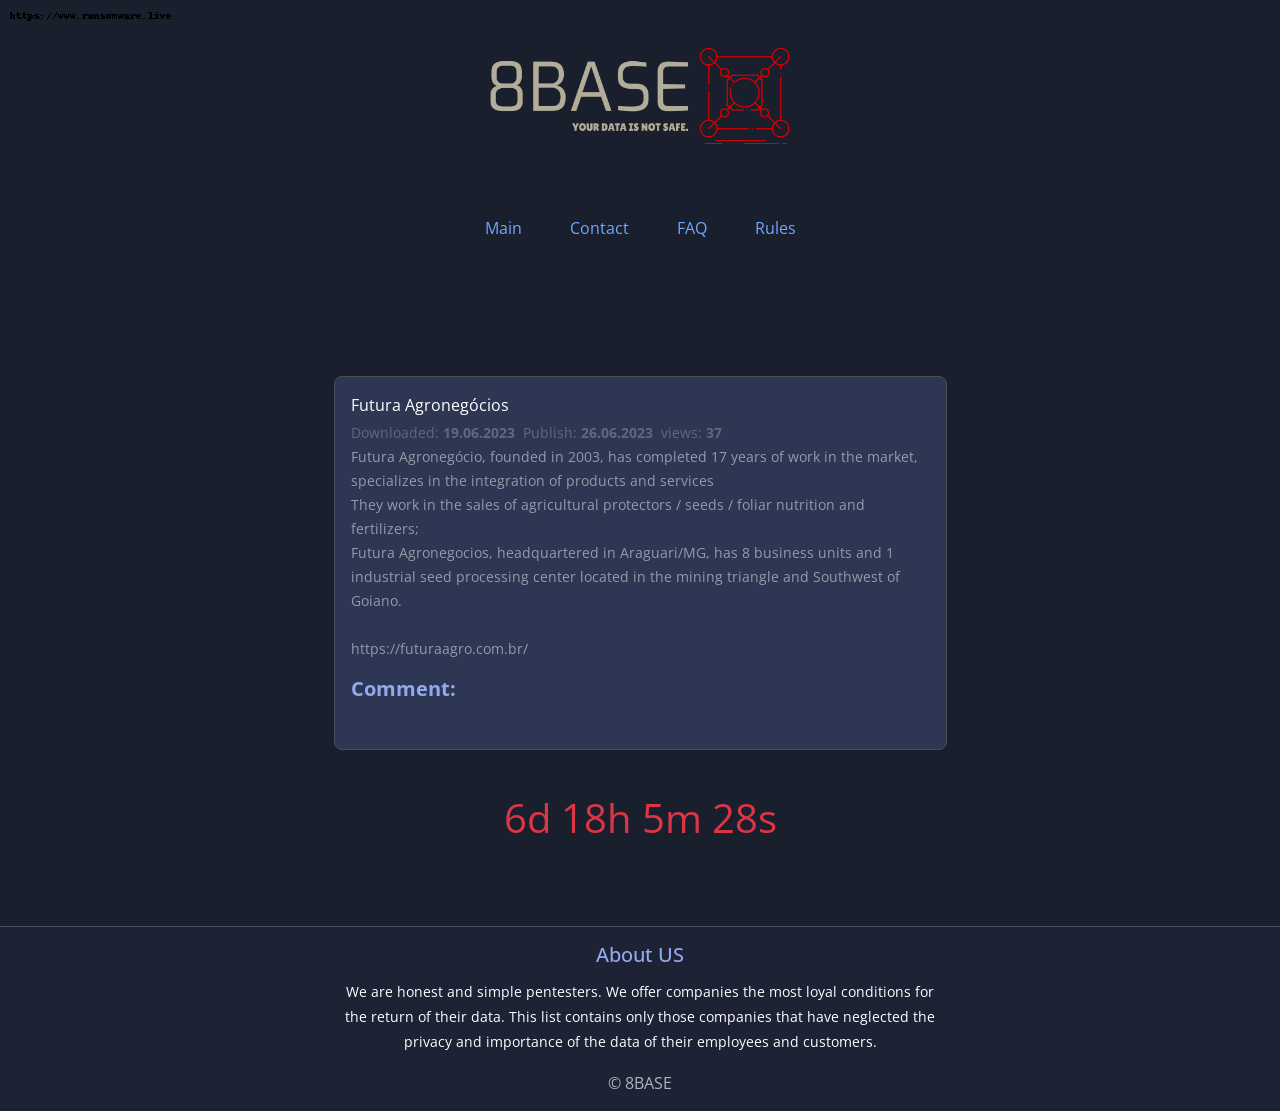 https://www.ransomware.live
8BASE
YOUR DATA IS NOT SAFE.
Main Contact FAQ Rules
Futura Agronegócios
Downloaded: 19.06.2023 Publish: 26.06.2023 views: 37
Futura Agronegócio, founded in 2003, has completed 17 years of work in the market,
specializes in the integration of products and services
They work in the sales of agricultural protectors / seeds / foliar nutrition and
fertilizers;
Futura Agronegocios, headquartered in Araguari/MG, has 8 business units and 1
industrial seed processing center located in the mining triangle and Southwest of
Goiano.
https://futuraagro.com.br/
Comment:
6d 18h 5m 28s
About US
We are honest and simple pentesters. We offer companies the most loyal conditions for
the return of their data. This list contains only those companies that have neglected the
privacy and importance of the data of their employees and customers.
© 8BASE